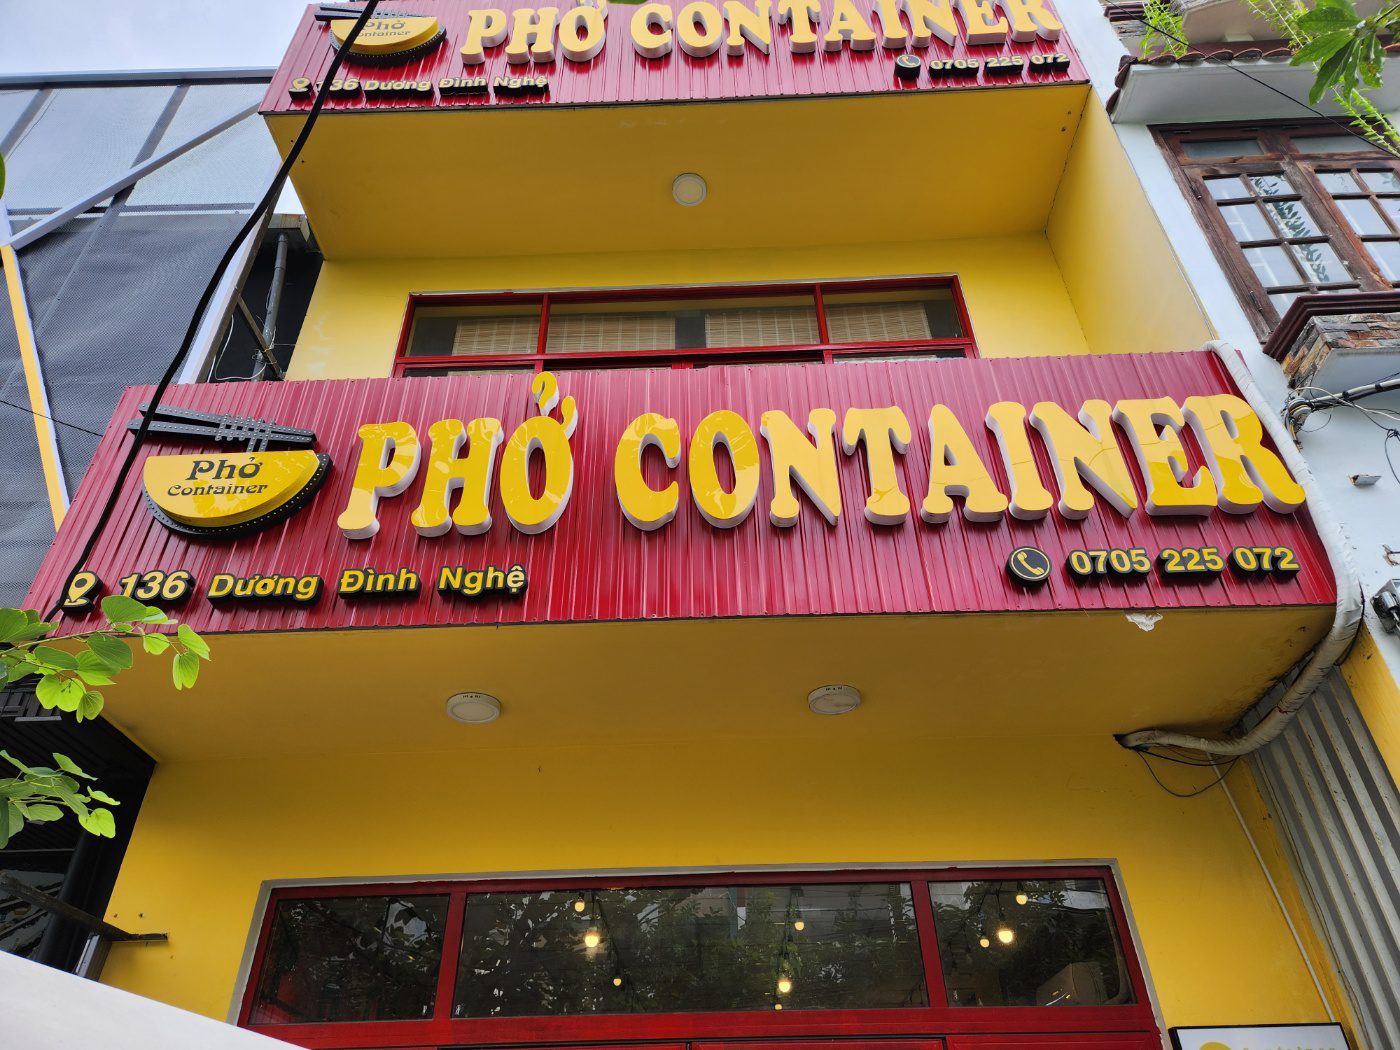 Phở
Container
PHỞ CONTAINER
136 Dương Đình Nghệ
0705 225 072
Phở
Container
PHỞ CONTAINER
136 Dương Đình Nghệ
0705 225 072